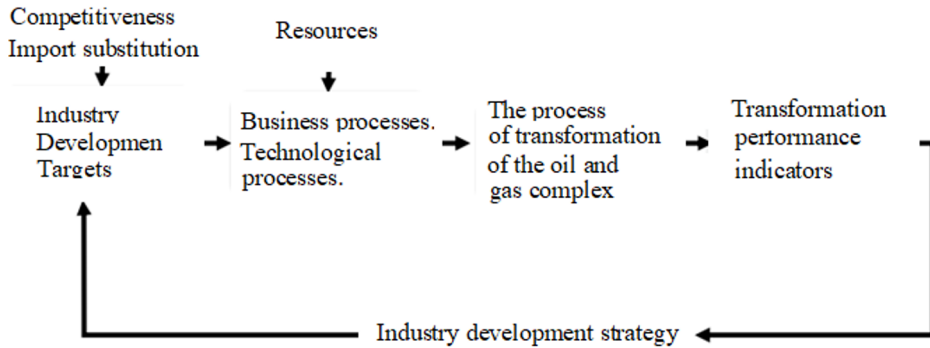 Competitiveness
Import substitution
Resources
Industry
Developmen
Targets
Business processes.
Technological
processes.
The process
of transformation
of the oil and
gas complex
Transformation
performance
indicators
Industry development strategy